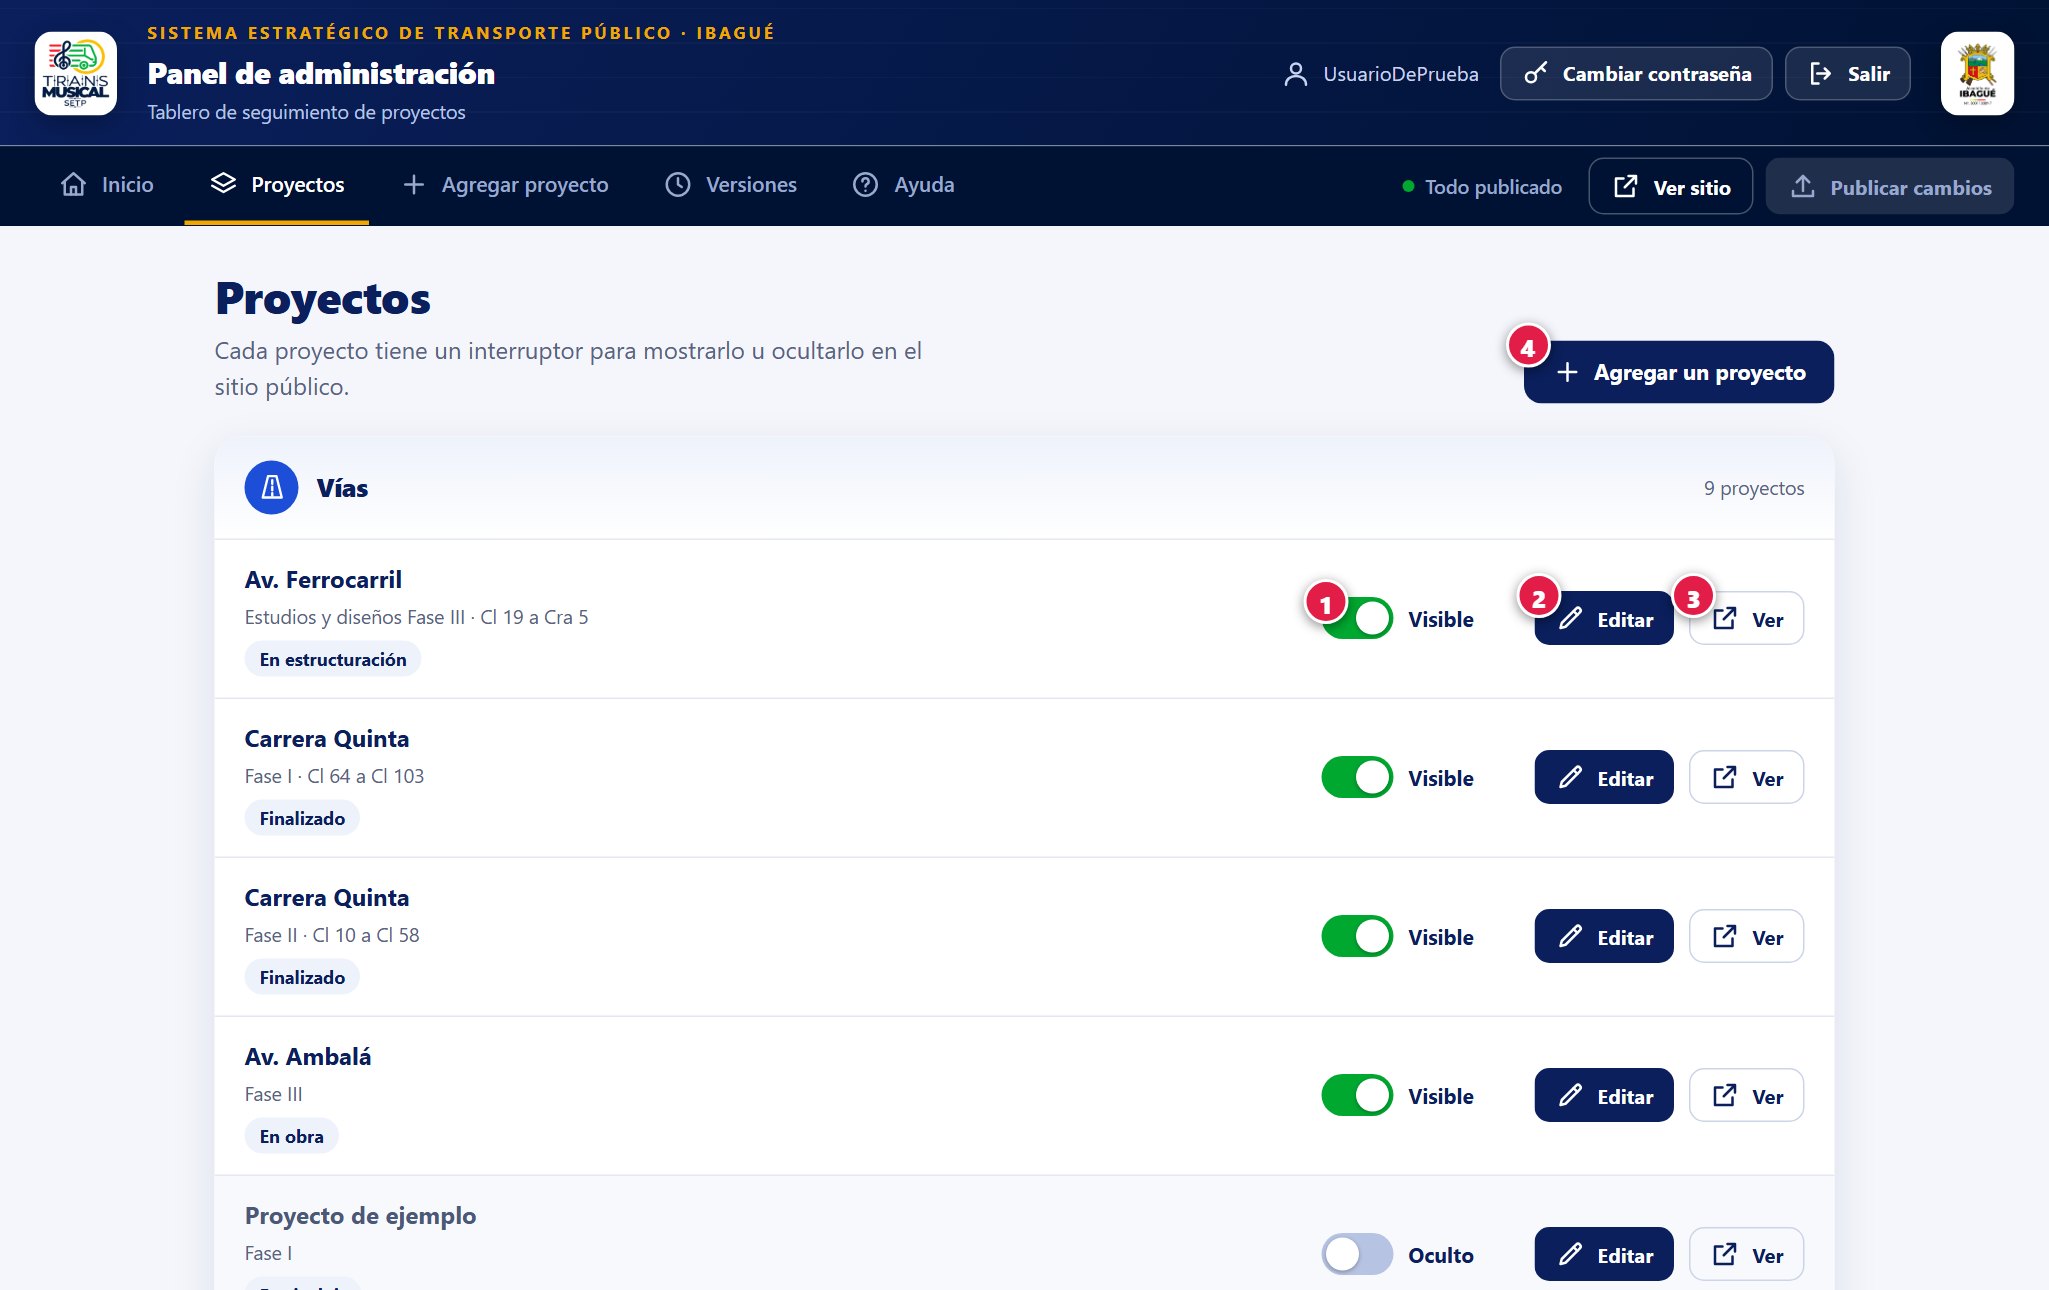 TRANS
MUSICAL
SETP
SISTEMA ESTRATÉGICO DE TRANSPORTE PÚBLICO · IBAGUÉ
Panel de administración
Tablero de seguimiento de proyectos
UsuarioDePrueba
Cambiar contraseña
Salir
IBAGUÉ
Inicio
Proyectos
Agregar proyecto
Versiones
Ayuda
Todo publicado
Ver sitio
Publicar cambios
Proyectos
Cada proyecto tiene un interruptor para mostrarlo u ocultarlo en el
sitio público.
4
Agregar un proyecto
Vías
9 proyectos
Av. Ferrocarril
Estudios y diseños Fase III · Cl 19 a Cra 5
En estructuración
1
Visible
2
Editar
3
Ver
Carrera Quinta
Fase I · Cl 64 a Cl 103
Finalizado
Visible
Editar
Ver
Carrera Quinta
Fase II · Cl 10 a Cl 58
Finalizado
Visible
Editar
Ver
Av. Ambalá
Fase III
En obra
Visible
Editar
Ver
Proyecto de ejemplo
Fase I
Oculto
Editar
Ver